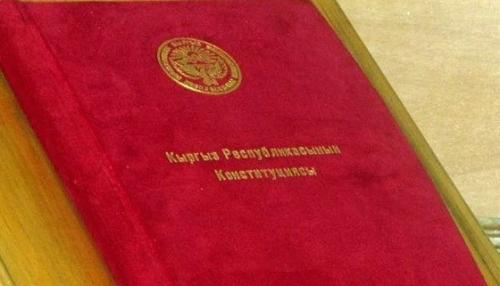 Кыргыз Республикасынын
Конституциясы